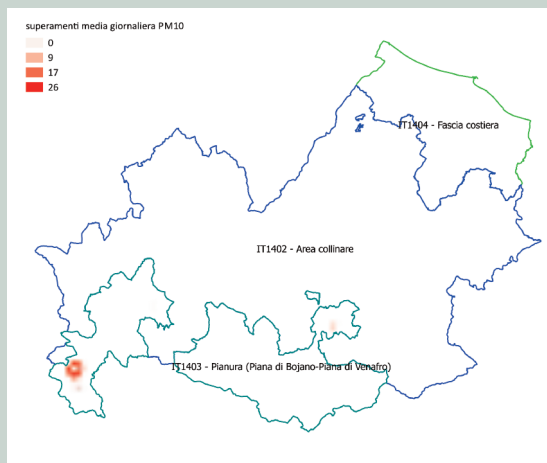 superamenti media giornaliera PM10
0
9
17
26
IT1404 - Fascia costiera
IT1402 - Area collinare
IT1403 - Pianura (Piana di Bojano-Piana di Venafro)